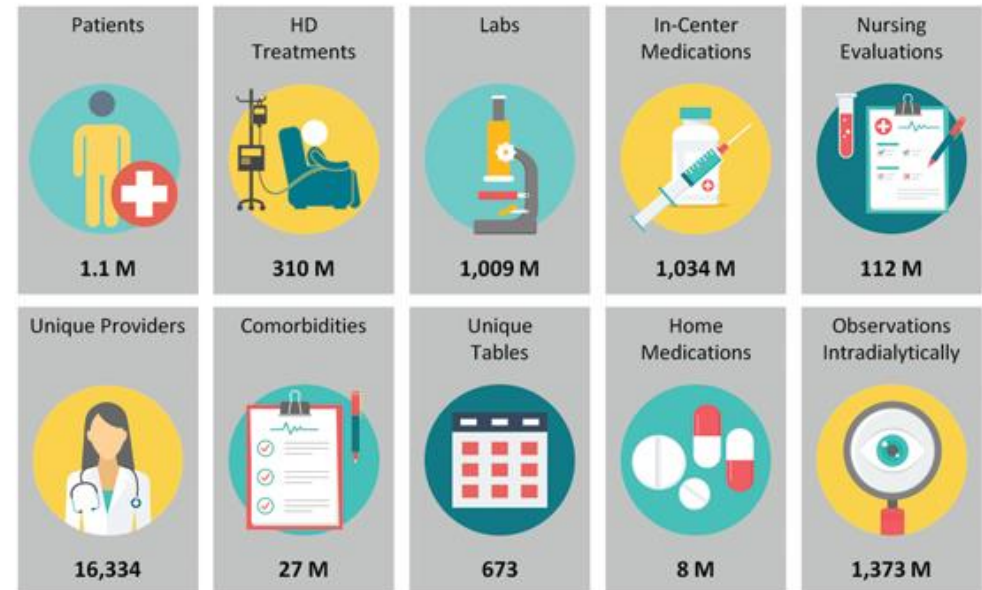 Patients
1.1 M
HD
Treatments
310 M
Labs
1,009 M
In-Center
Medications
1,034 M
Nursing
Evaluations
112 M
Unique Providers
16,334
Comorbidities
27 M
Unique
Tables
673
Home
Medications
8 M
Observations
Intradialytically
1,373 M